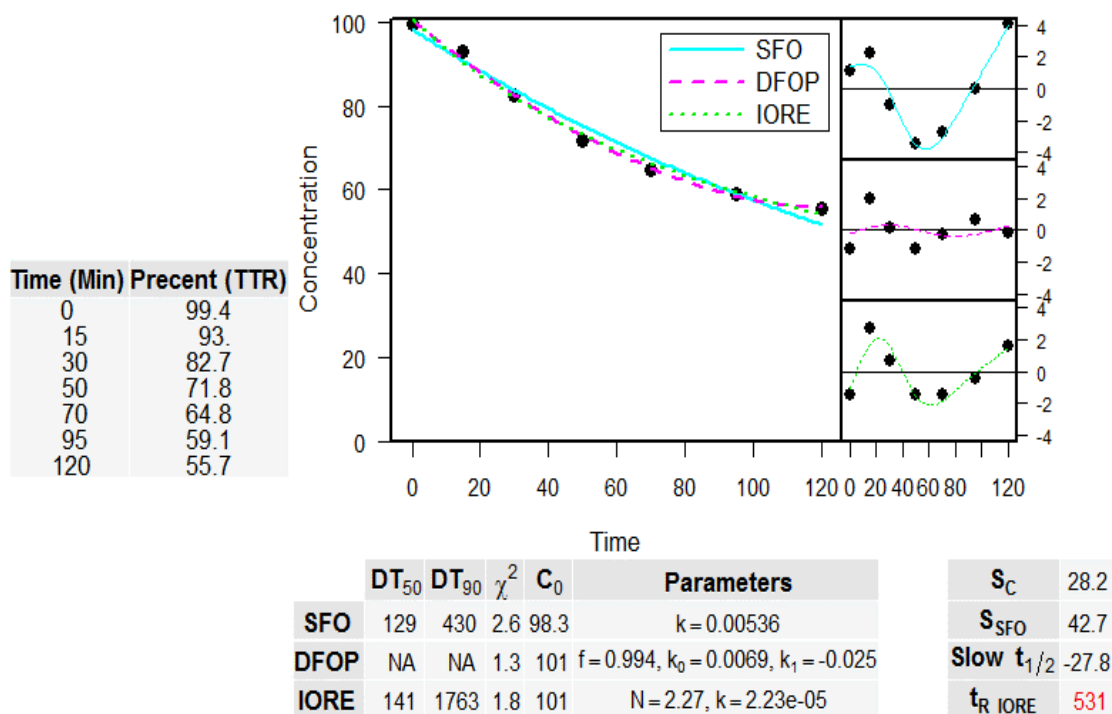 100
80
60
40
20
0
Concentration
0 20 40 60 80 100 120
Time
SFO
DFOP
IORE
4
2
0
-2
-4
4
2
0
-2
-4
4
2
0
-2
-4
0 20 40 60 80 120
Time (Min) Precent (TTR)
0 99.4
15 93.
30 82.7
50 71.8
70 64.8
95 59.1
120 55.7
DT50 DT90 χ2 C0 Parameters
SFO 129 430 2.6 98.3 k = 0.00536
DFOP NA NA 1.3 101 f = 0.994, k0 = 0.0069, k1 = -0.025
IORE 141 1763 1.8 101 N = 2.27, k = 2.23e-05
SC 28.2
SSFO 42.7
Slow t1/2 -27.8
tR IORE 531